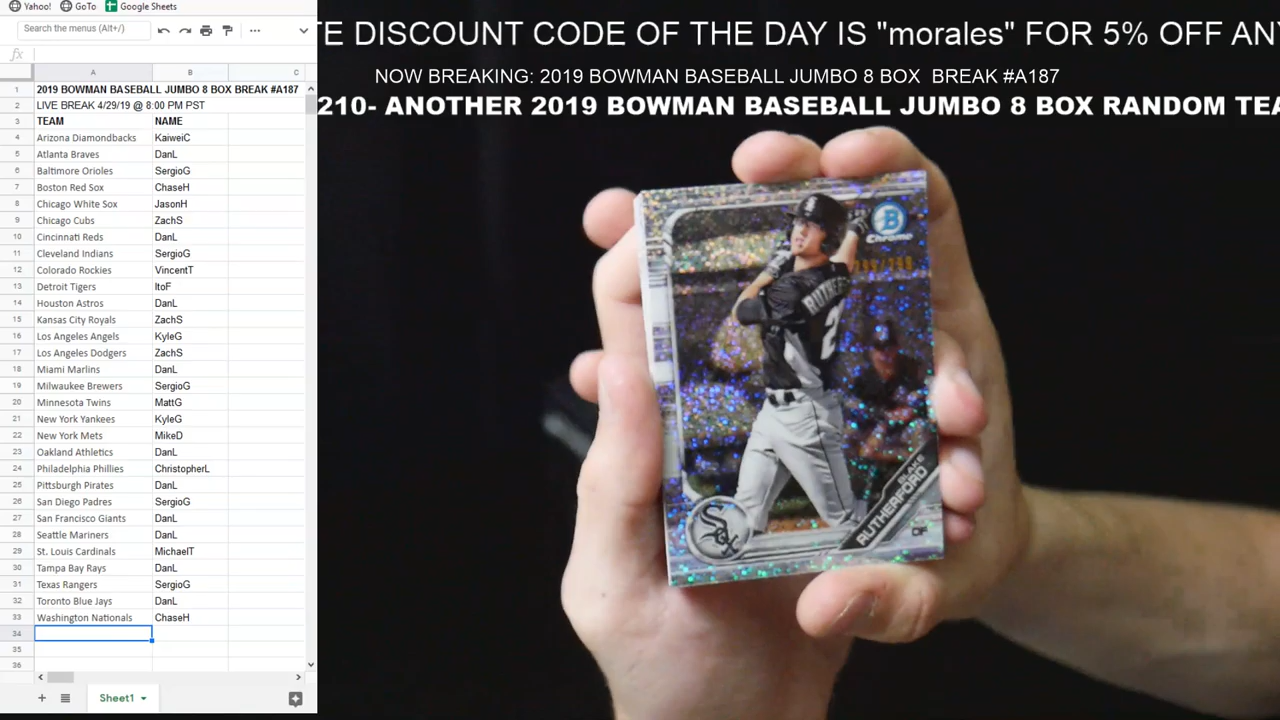 Yahoo! GoTo Google Sheets
Search the menus (Alt+/)
fx
A B C
1 2019 BOWMAN BASEBALL JUMBO 8 BOX BREAK #A187
2 LIVE BREAK 4/29/19 @ 8:00 PM PST
3 TEAM NAME
4 Arizona Diamondbacks KaiweiC
5 Atlanta Braves DanL
6 Baltimore Orioles SergioG
7 Boston Red Sox ChaseH
8 Chicago White Sox JasonH
9 Chicago Cubs ZachS
10 Cincinnati Reds DanL
11 Cleveland Indians SergioG
12 Colorado Rockies VincentT
13 Detroit Tigers ItoF
14 Houston Astros DanL
15 Kansas City Royals ZachS
16 Los Angeles Angels KyleG
17 Los Angeles Dodgers ZachS
18 Miami Marlins DanL
19 Milwaukee Brewers SergioG
20 Minnesota Twins MattG
21 New York Yankees KyleG
22 New York Mets MikeD
23 Oakland Athletics DanL
24 Philadelphia Phillies ChristopherL
25 Pittsburgh Pirates DanL
26 San Diego Padres SergioG
27 San Francisco Giants DanL
28 Seattle Mariners DanL
29 St. Louis Cardinals MichaelT
30 Tampa Bay Rays DanL
31 Texas Rangers SergioG
32 Toronto Blue Jays DanL
33 Washington Nationals ChaseH
34
35
36
Sheet1
TE DISCOUNT CODE OF THE DAY IS "morales" FOR 5% OFF AN
NOW BREAKING: 2019 BOWMAN BASEBALL JUMBO 8 BOX BREAK #A187
210- ANOTHER 2019 BOWMAN BASEBALL JUMBO 8 BOX RANDOM TEA
B
Chrome
BLAKE
RUTHERFORD
OF
Sox